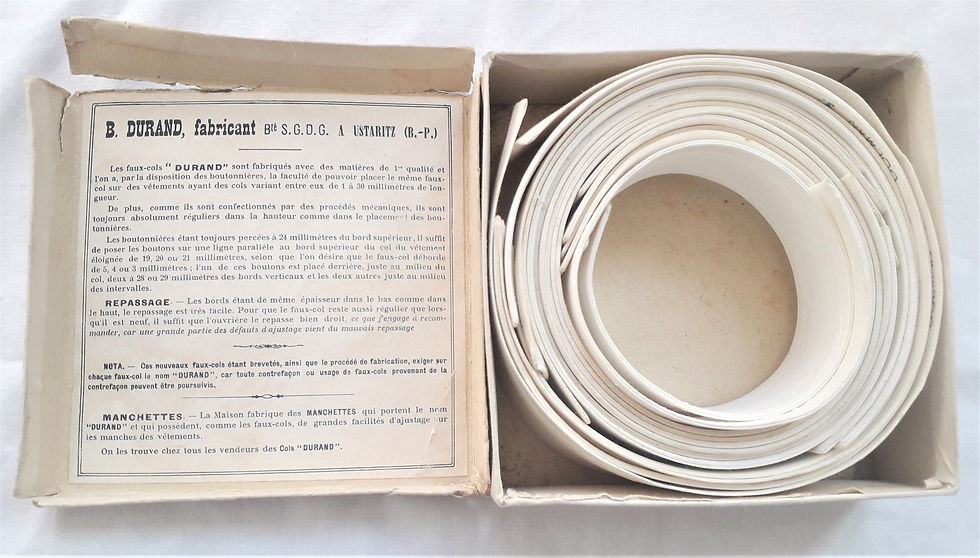 B. DURAND, fabricant Bté S.G.D.G. A USTARITZ (B.-P.)
Les faux-cols "DURAND" sont fabriqués avec des matières de 1re qualité et
l'on a, par la disposition des boutonnières, la faculté de pouvoir placer le même faux-
col sur des vêtements ayant des cols variant entre eux de 1 à 30 millimètres de lon-
gueur.
De plus, comme ils sont confectionnés par des procédés mécaniques, ils sont
toujours absolument réguliers dans la hauteur comme dans le placement des bou-
tonnières.
Les boutonnières étant toujours percées à 24 millimètres du bord supérieur, il suffit
de poser les boutons sur une ligne parallèle au bord supérieur du col du vêtement
éloignée de 19, 20 ou 21 millimètres, selon que l'on désire que le faux-col déborde
de 5, 4 ou 3 millimètres ; l'un de ces boutons est placé derrière, juste au milieu du
col, deux à 28 ou 29 millimètres des bords verticaux et les deux autres juste au milieu
des intervalles.
REPASSAGE. — Les bords étant de même épaisseur dans le bas comme dans
le haut, le repassage est très facile. Pour que le faux-col reste aussi régulier que lors-
qu'il est neuf, il suffit que l'ouvrière le repasse bien droit, ce que j'engage à recom-
mander, car une grande partie des défauts d'ajustage vient du mauvais repassage
NOTA. — Ces nouveaux faux-cols étant brevetés, ainsi que le procédé de fabrication, exiger sur
chaque faux-col le nom "DURAND", car toute contrefaçon ou usage de faux-cols provenant de la
contrefaçon peuvent être poursuivis.
MANCHETTES. — La Maison fabrique des MANCHETTES qui portent le nom
"DURAND" et qui possèdent, comme les faux-cols, de grandes facilités d'ajustage sur
les manches des vêtements.
On les trouve chez tous les vendeurs des Cols "DURAND".